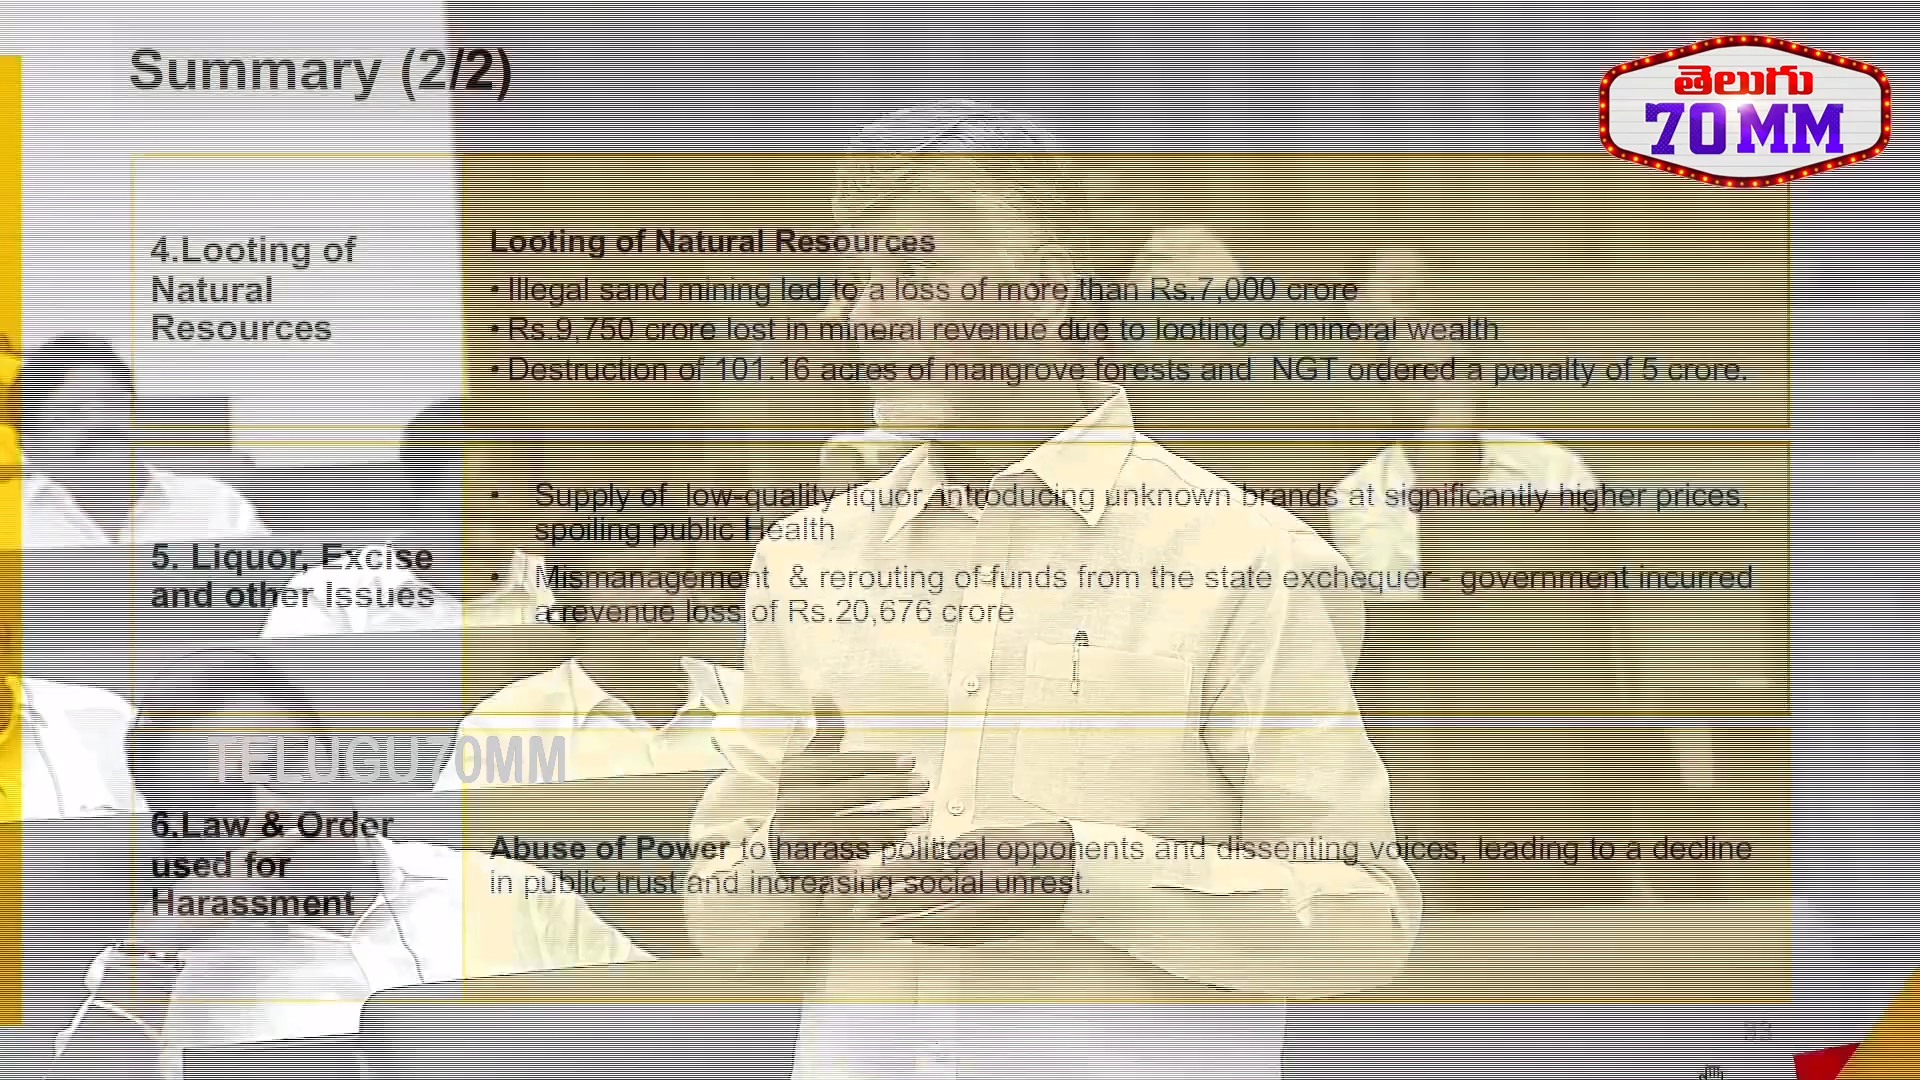 Summary (2/2)
తెలుగు
70MM
4.Looting of
Natural
Resources
Looting of Natural Resources
• Illegal sand mining led to a loss of more than Rs.7,000 crore
• Rs.9,750 crore lost in mineral revenue due to looting of mineral wealth
• Destruction of 101.16 acres of mangrove forests and NGT ordered a penalty of 5 crore.
5. Liquor, Excise
and other Issues
• Supply of low-quality liquor, introducing unknown brands at significantly higher prices,
spoiling public Health
• Mismanagement & rerouting of funds from the state exchequer - government incurred
a revenue loss of Rs.20,676 crore
TELUGU70MM
6.Law & Order
used for
Harassment
Abuse of Power to harass political opponents and dissenting voices, leading to a decline
in public trust and increasing social unrest.